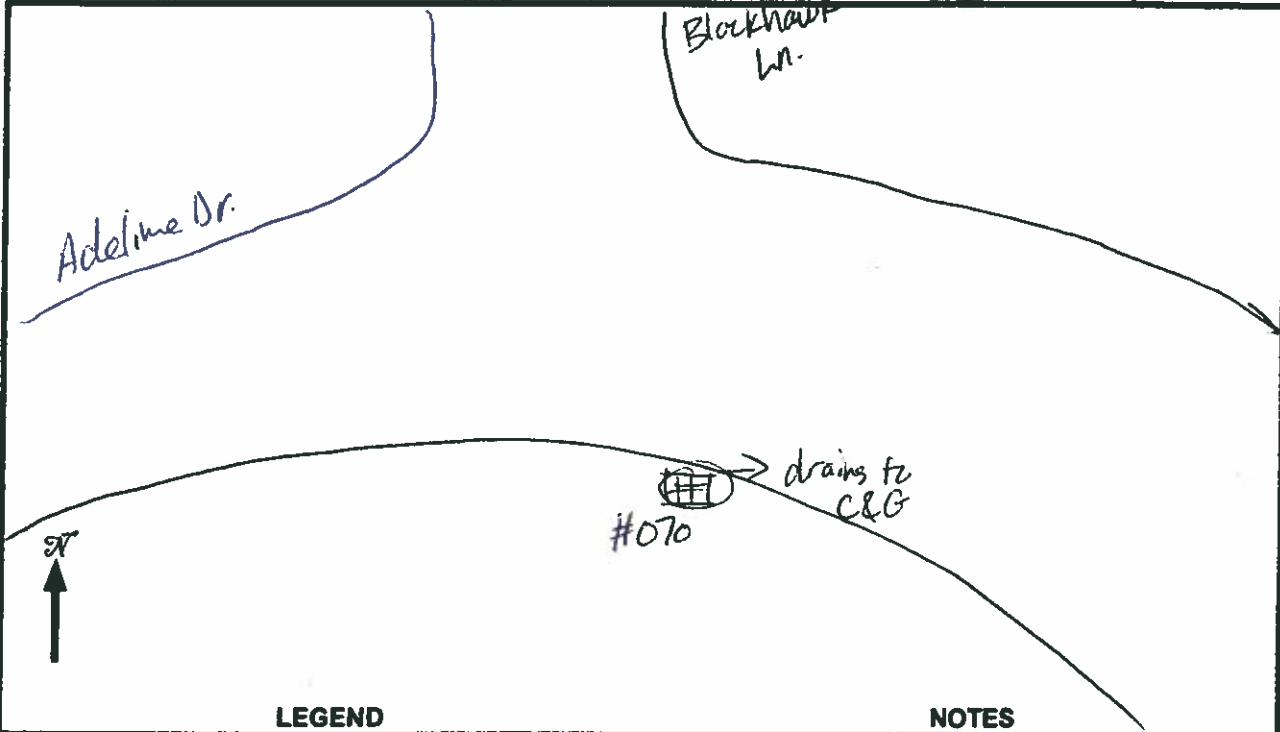 Blackhawk
Ln.
Adeline Dr.
drains to
C&G
#070
N
LEGEND
NOTES